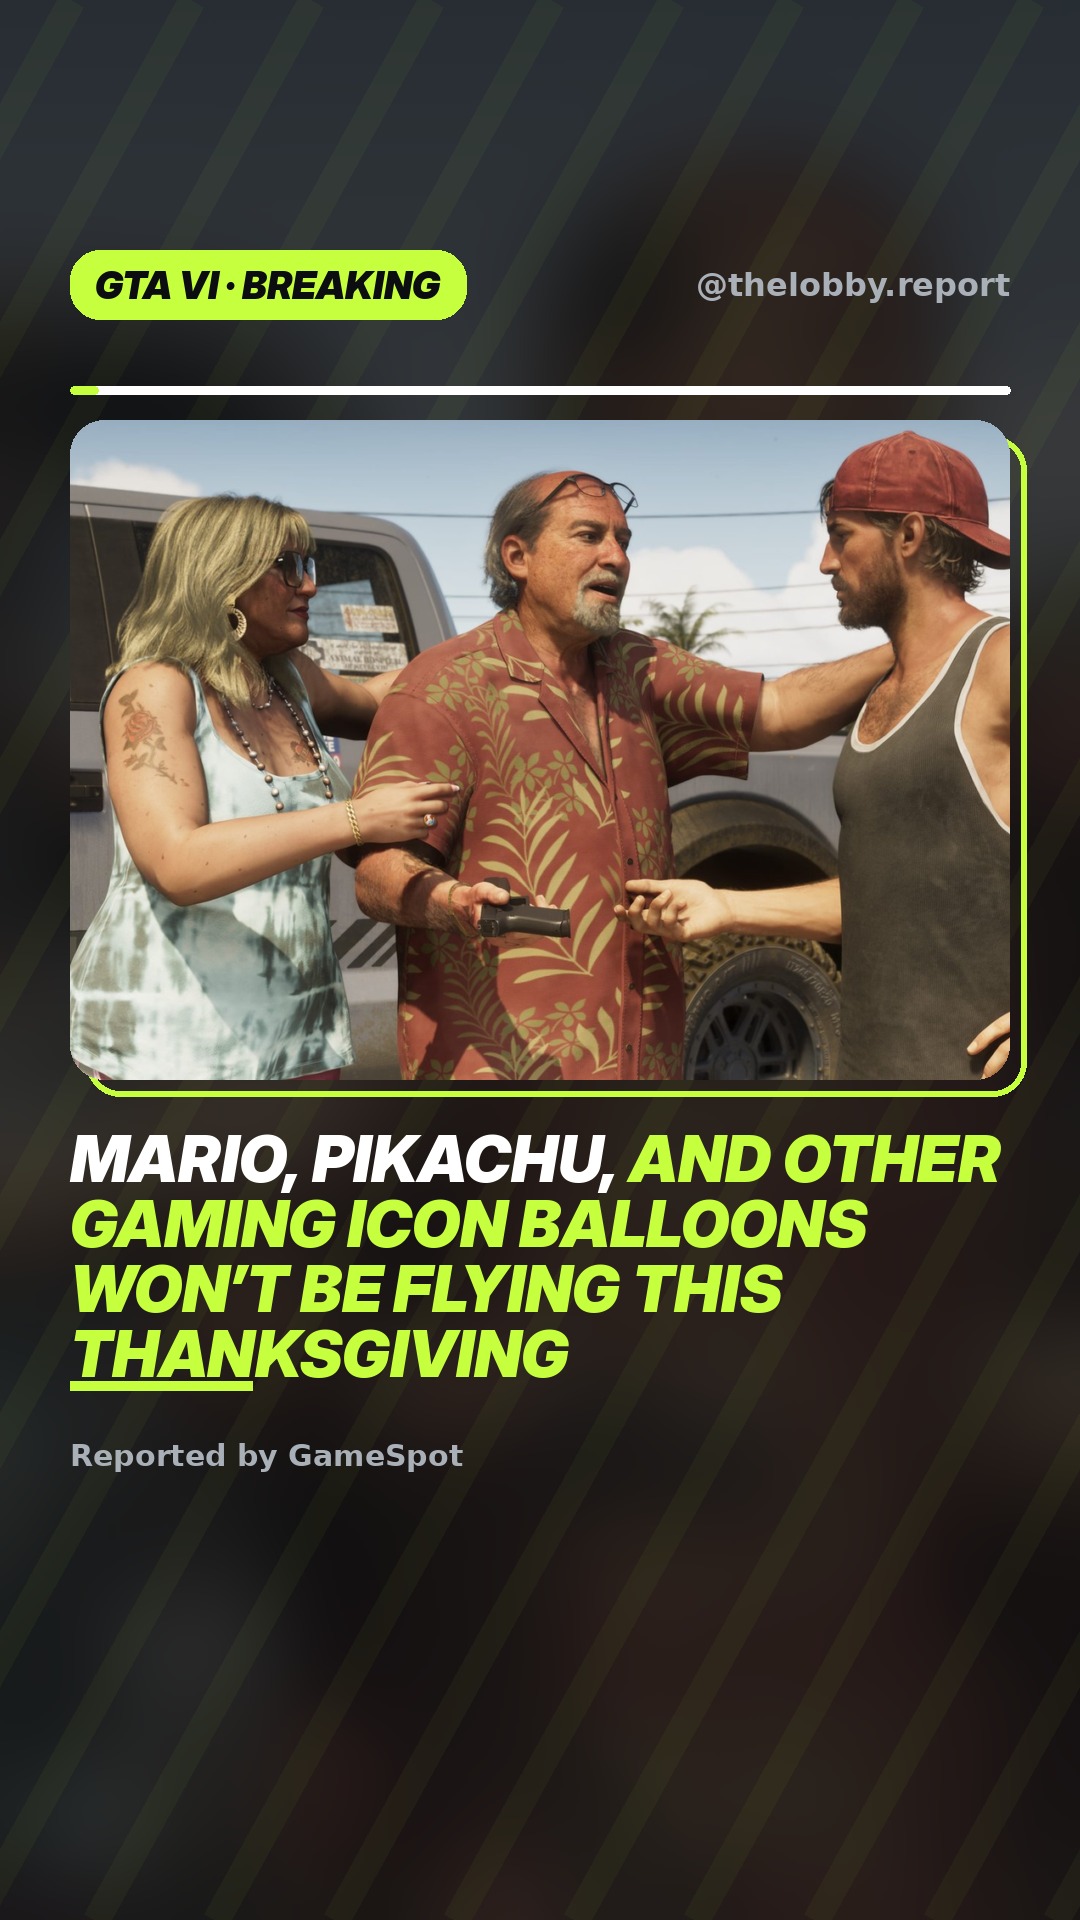 GTA VI · BREAKING
@thelobby.report
MARIO, PIKACHU, AND OTHER
GAMING ICON BALLOONS
WON'T BE FLYING THIS
THANKSGIVING
Reported by GameSpot